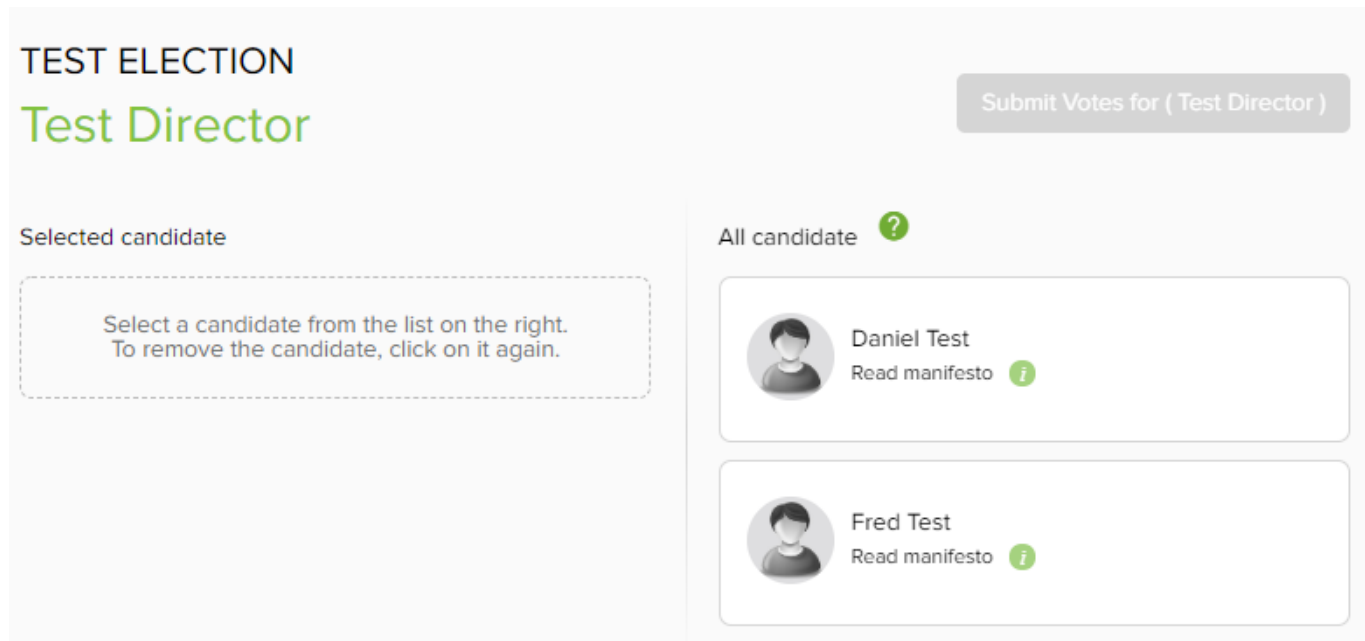 TEST ELECTION
Test Director
Submit Votes for ( Test Director )
Selected candidate
Select a candidate from the list on the right.
To remove the candidate, click on it again.
All candidate ?
Daniel Test
Read manifesto i
Fred Test
Read manifesto i